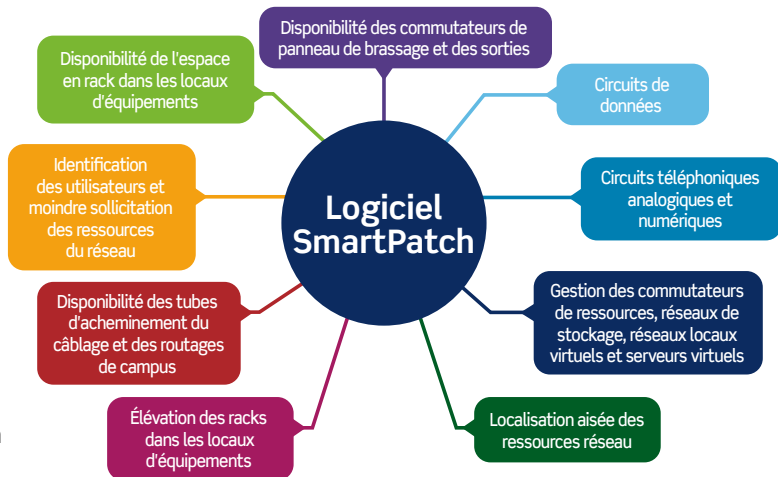 Disponibilité des commutateurs de
panneau de brassage et des sorties
Disponibilité de l'espace
en rack dans les locaux
d'équipements
Circuits de
données
Identification
des utilisateurs et
moindre sollicitation
des ressources
du réseau
Logiciel
SmartPatch
Circuits téléphoniques
analogiques et
numériques
Disponibilité des tubes
d'acheminement du
câblage et des routages
de campus
Gestion des commutateurs
de ressources, réseaux de
stockage, réseaux locaux
virtuels et serveurs virtuels
Élévation des racks
dans les locaux
d'équipements
Localisation aisée des
ressources réseau